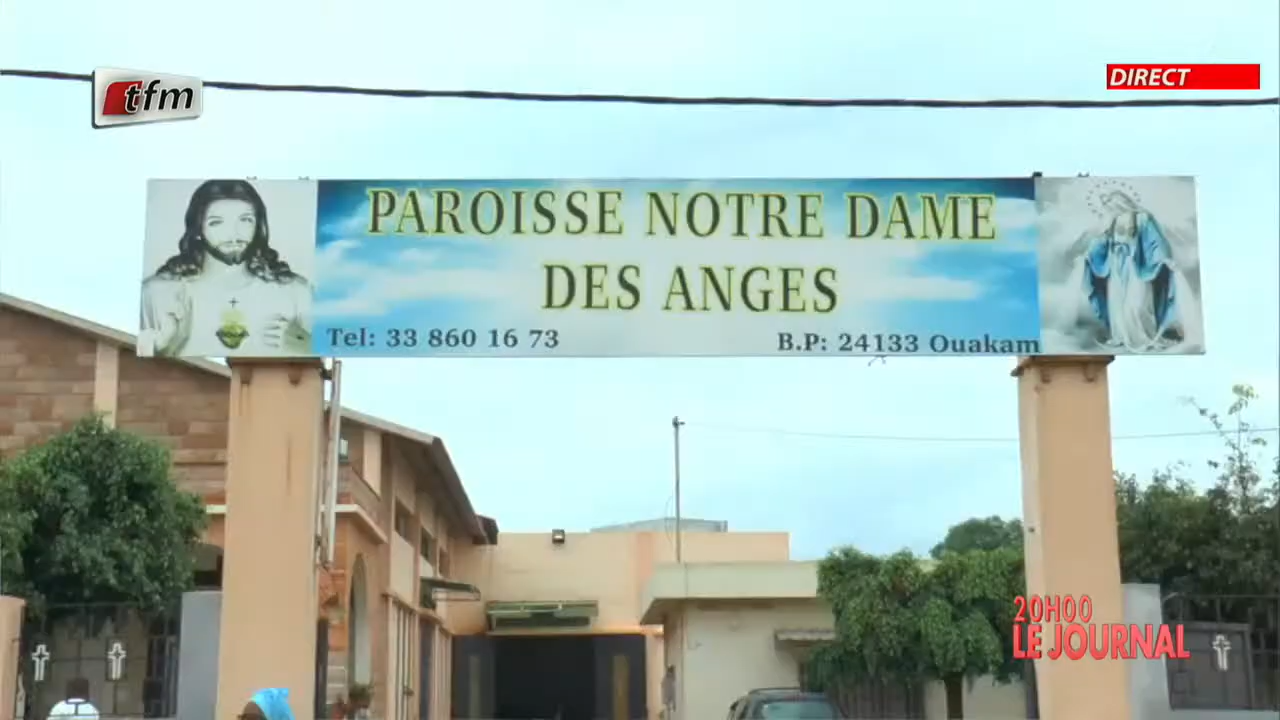 tfm
DIRECT
PAROISSE NOTRE DAME
DES ANGES
Tel: 33 860 16 73
B.P: 24133 Ouakam
20H00
LE JOURNAL